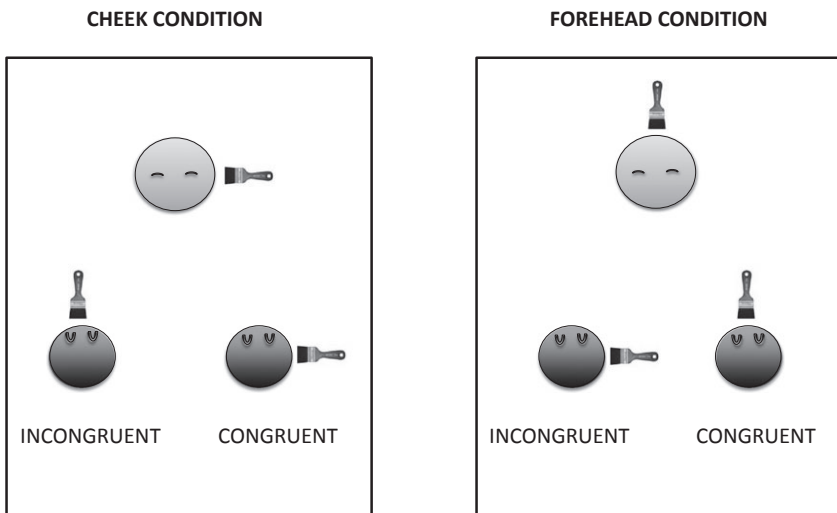 CHEEK CONDITION
FOREHEAD CONDITION
INCONGRUENT
CONGRUENT
INCONGRUENT
CONGRUENT